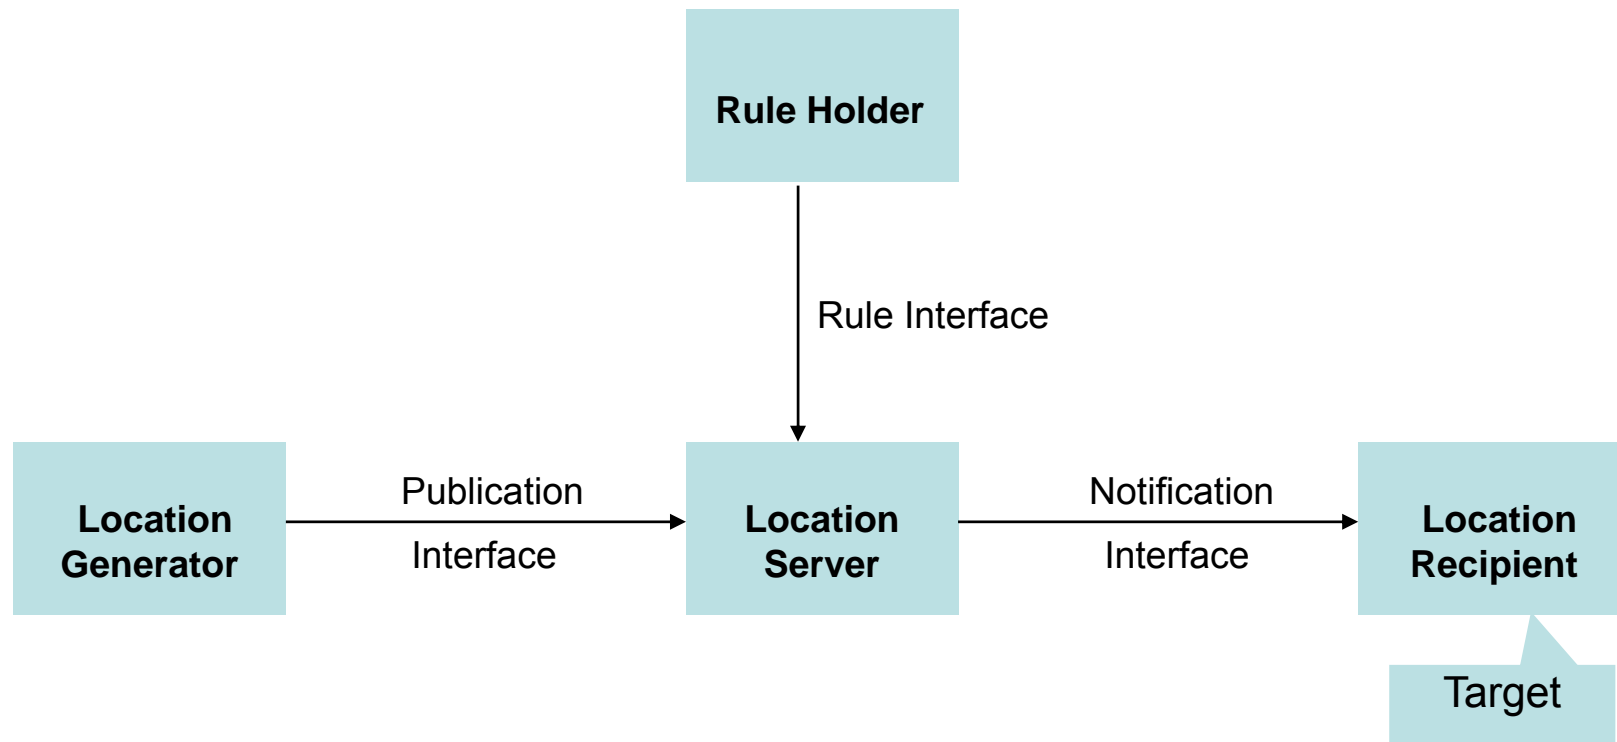 Rule Holder
Rule Interface
Location
Generator
Publication
Interface
Location
Server
Notification
Interface
Location
Recipient
Target